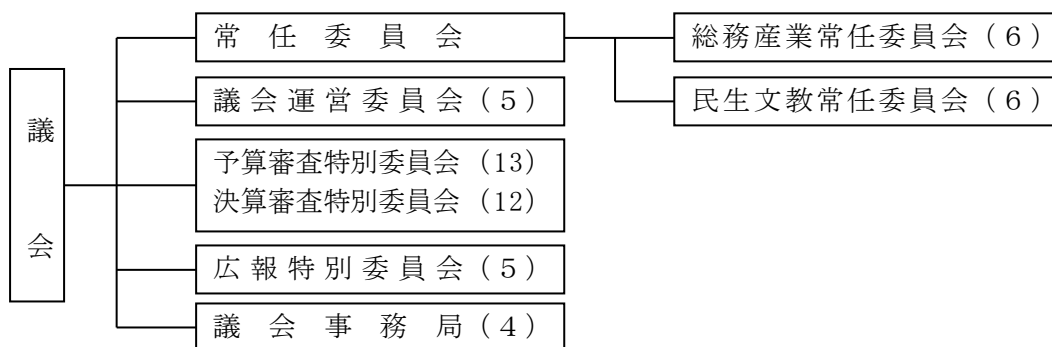 議会
常任委員会
総務産業常任委員会(6)
民生文教常任委員会(6)
議会運営委員会(5)
予算審査特別委員会(13)
決算審査特別委員会(12)
広報特別委員会(5)
議会事務局(4)